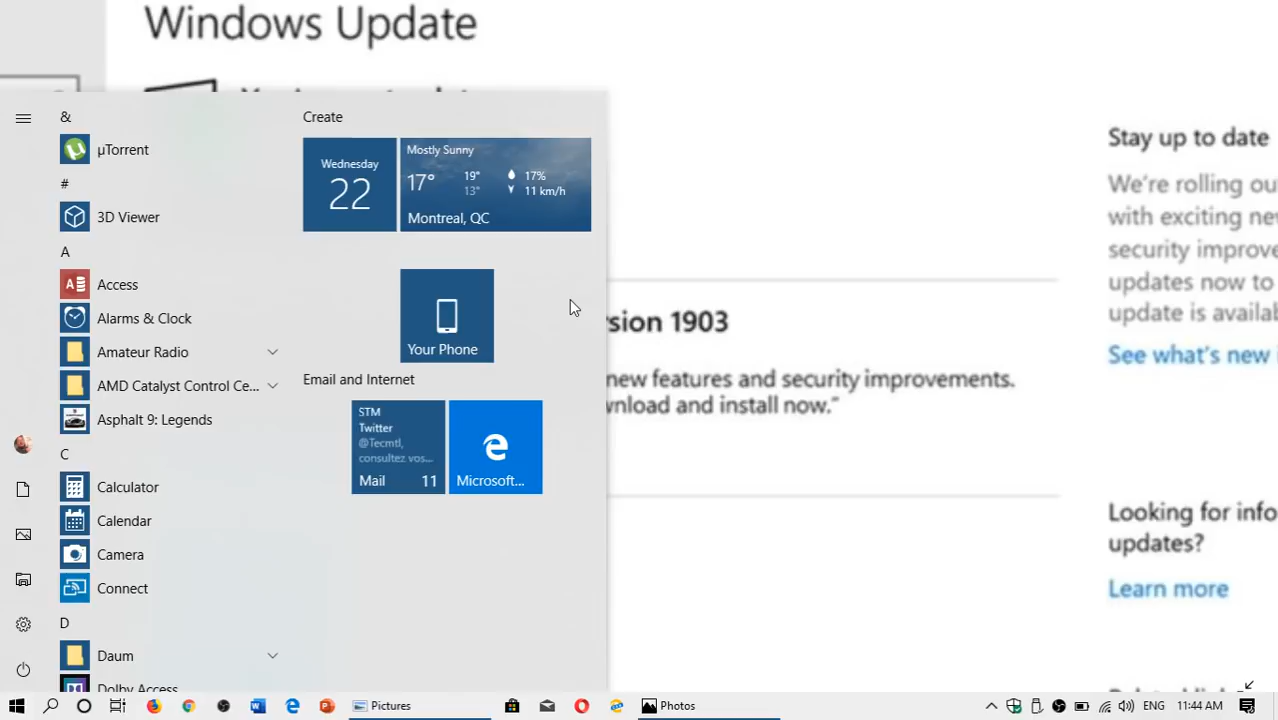 Windows Update
&
µTorrent
#
3D Viewer
A
Access
Alarms & Clock
Amateur Radio
AMD Catalyst Control Ce...
Asphalt 9: Legends
C
Calculator
Calendar
Camera
Connect
D
Daum
Dolby Access
Create
Wednesday
22
Mostly Sunny
17°
19°
13°
17%
11 km/h
Montreal, QC
Your Phone
Email and Internet
STM
Twitter
@Tecmtl,
consultez vos...
Mail 11
Microsoft...
rsion 1903
new features and security improvements.
wnload and install now."
Stay up to date
We're rolling ou
with exciting new
security improve
updates now to
update is availab
See what's new i
Looking for info
updates?
Learn more
Pictures
Photos
ENG
11:44 AM